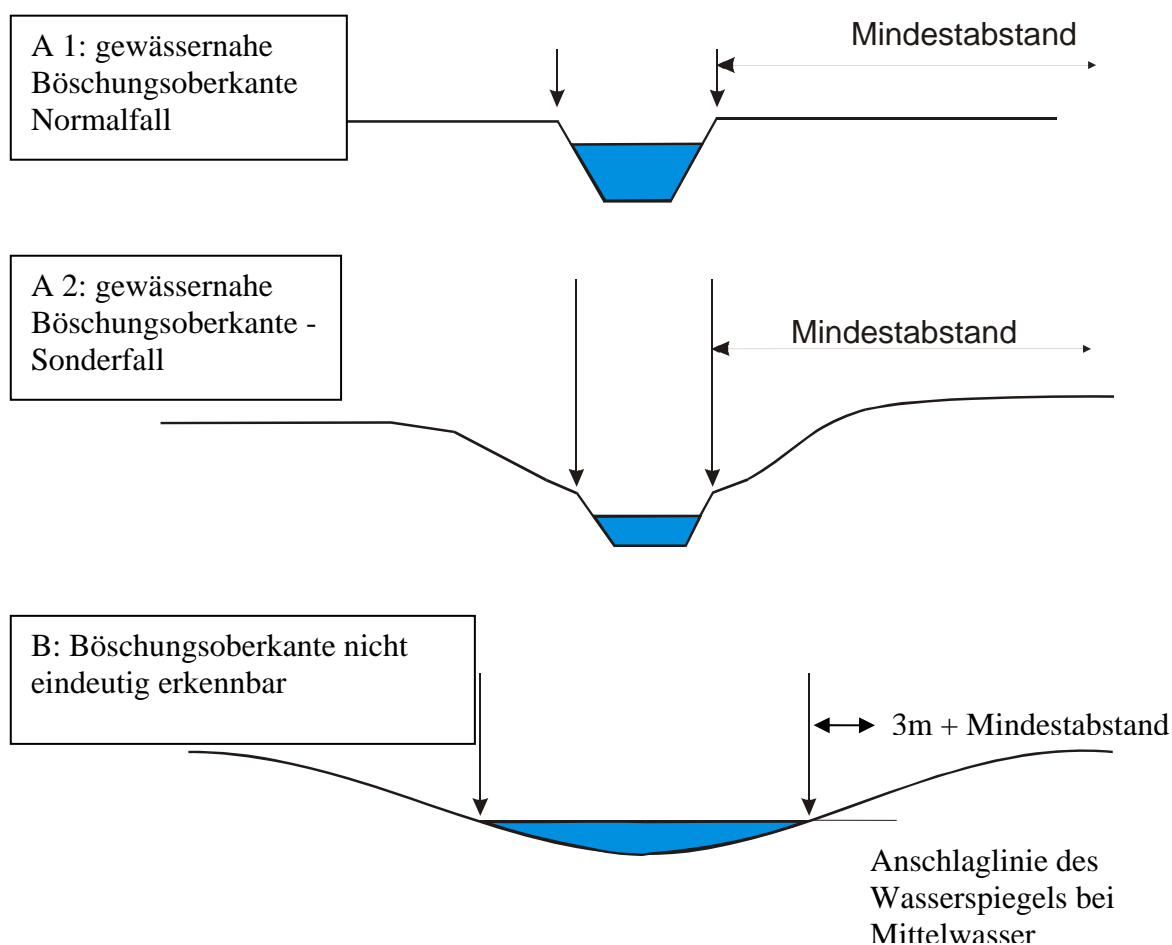 A 1: gewässernahe
Böschungsoberkante
Normalfall
Mindestabstand
A 2: gewässernahe
Böschungsoberkante -
Sonderfall
Mindestabstand
B: Böschungsoberkante nicht
eindeutig erkennbar
3m + Mindestabstand
Anschlaglinie des
Wasserspiegels bei
Mittelwasser